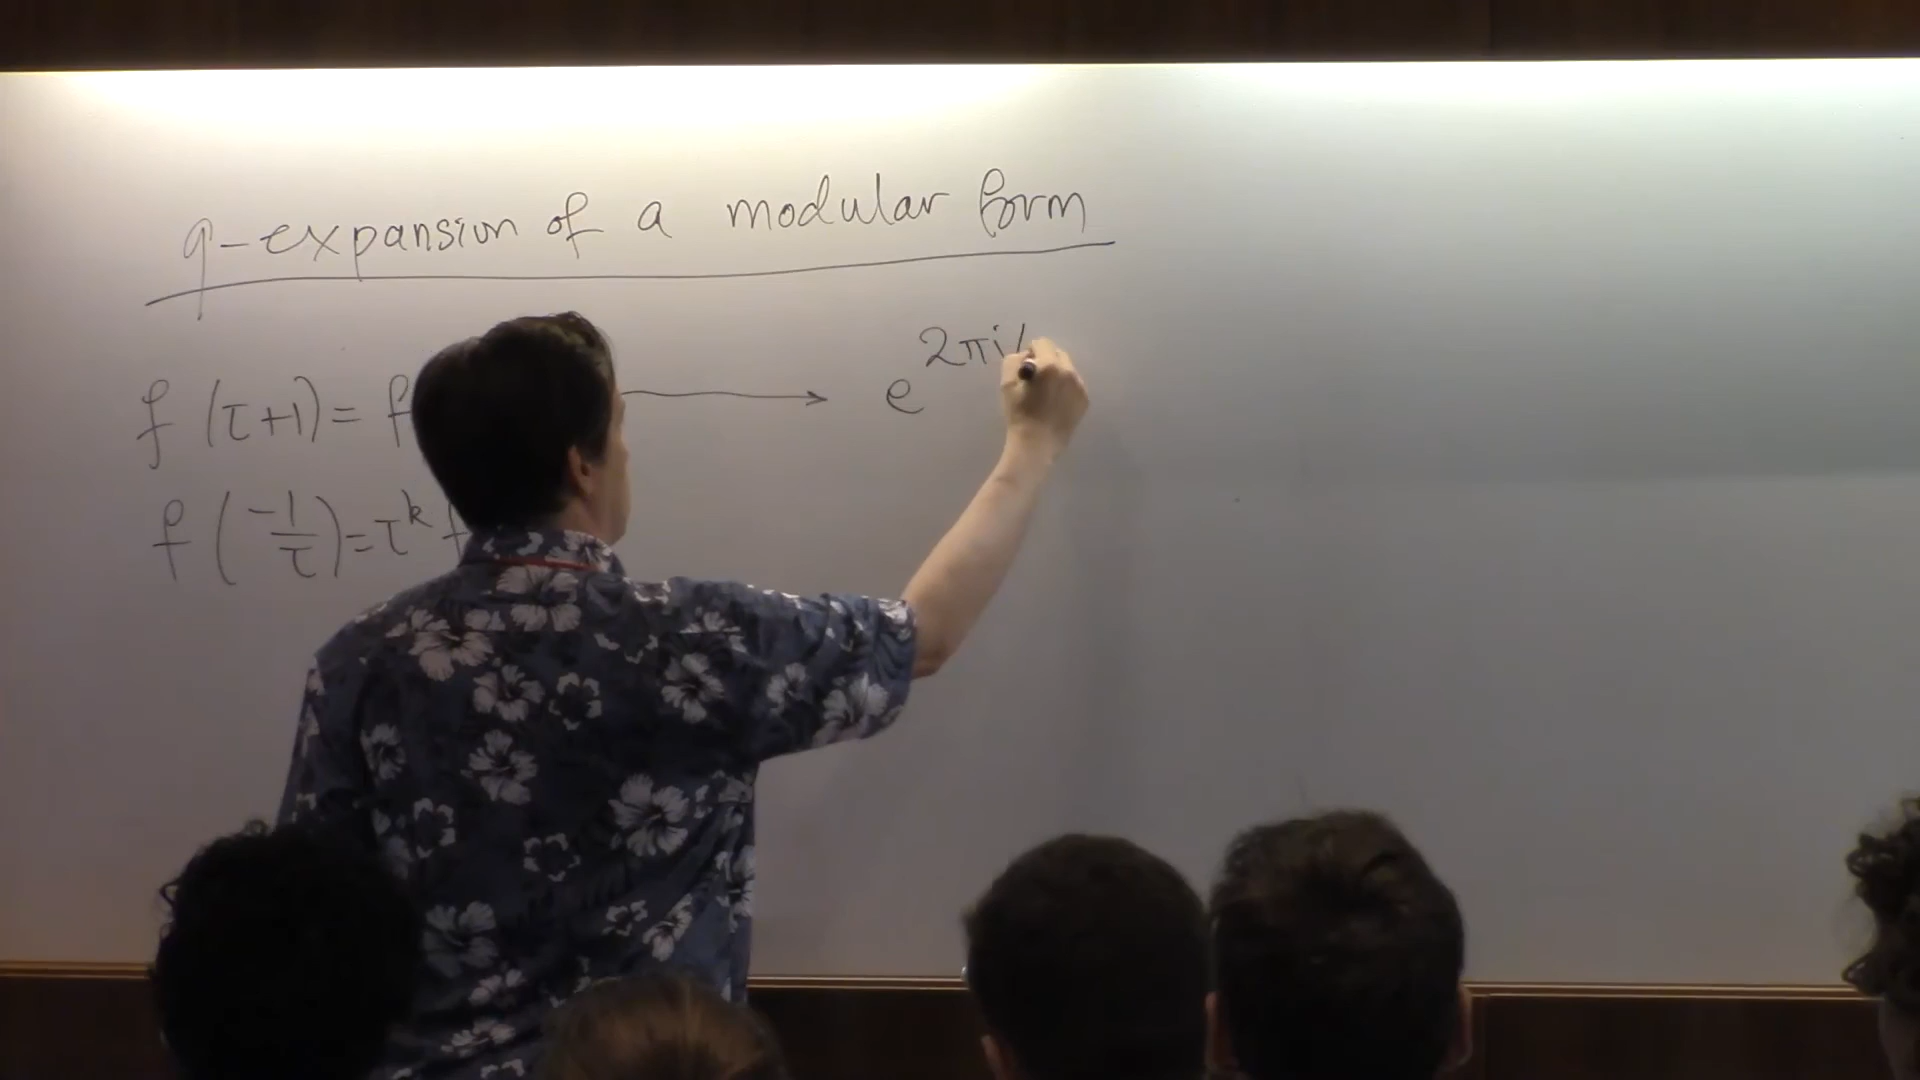 q-expansion of a modular form
f(τ+1)= f → e^2πi
f(-1/τ)=τ^k f